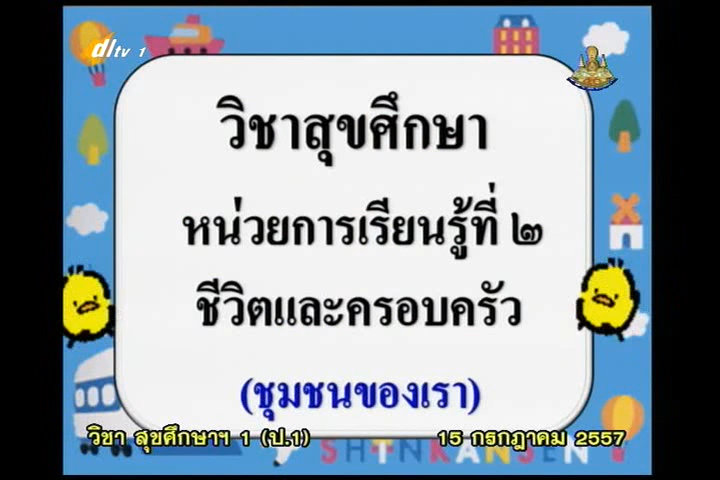 dltv 1
วิชาสุขศึกษา
หน่วยการเรียนรู้ที่ ๒
ชีวิตและครอบครัว
(ชุมชนของเรา)
วิชา สุขศึกษาฯ 1 (ป.1)
15 กรกฎาคม 2557
SHINKANSEN